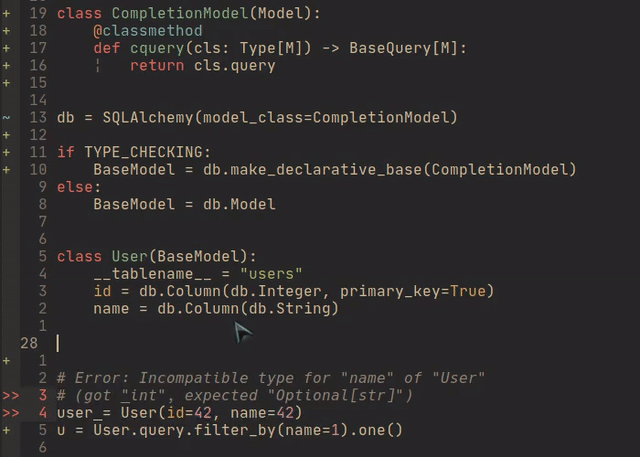 + 19 class CompletionModel(Model):
+ 18     @classmethod
+ 17     def cquery(cls: Type[M]) -> BaseQuery[M]:
+ 16     ¦   return cls.query
+ 15
14
~ 13 db = SQLAlchemy(model_class=CompletionModel)
+ 12
+ 11 if TYPE_CHECKING:
+ 10     BaseModel = db.make_declarative_base(CompletionModel)
9 else:
8     BaseModel = db.Model
7
6
5 class User(BaseModel):
4     __tablename__ = "users"
3     id = db.Column(db.Integer, primary_key=True)
2     name = db.Column(db.String)
1
28
+ 1
2 # Error: Incompatible type for "name" of "User"
>> 3 # (got "_int", expected "Optional[str]")
>> 4 user_= User(id=42, name=42)
+ 5 u = User.query.filter_by(name=1).one()
6